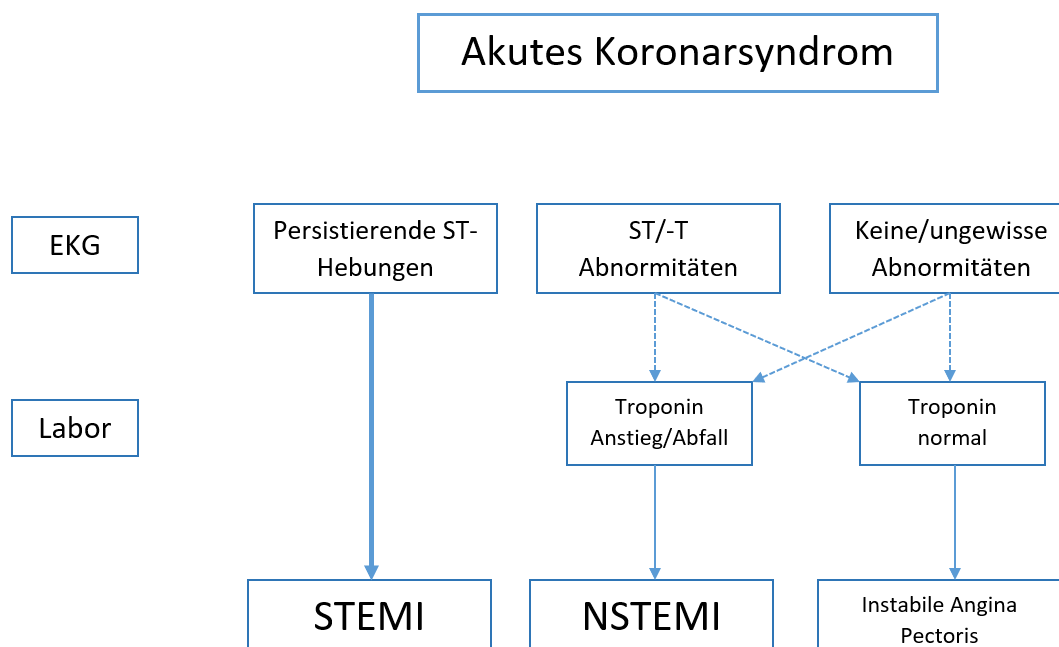 Akutes Koronarsyndrom
EKG
Persistierende ST-
Hebungen
ST/-T
Abnormitäten
Keine/ungewisse
Abnormitäten
Labor
Troponin
Anstieg/Abfall
Troponin
normal
STEMI
NSTEMI
Instabile Angina
Pectoris